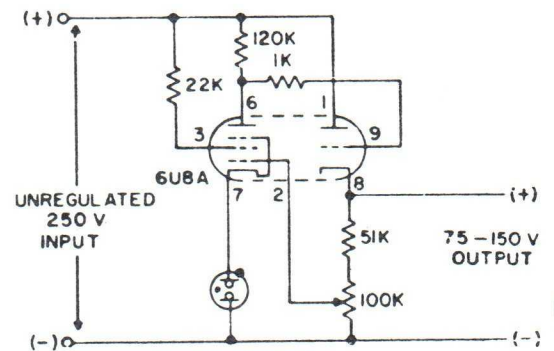 (+)
120K
1K
22K
6
1
3
9
6U8A
7
2
8
(+)
UNREGULATED
250 V
INPUT
51K
75-150 V
OUTPUT
100K
(-)
(-)